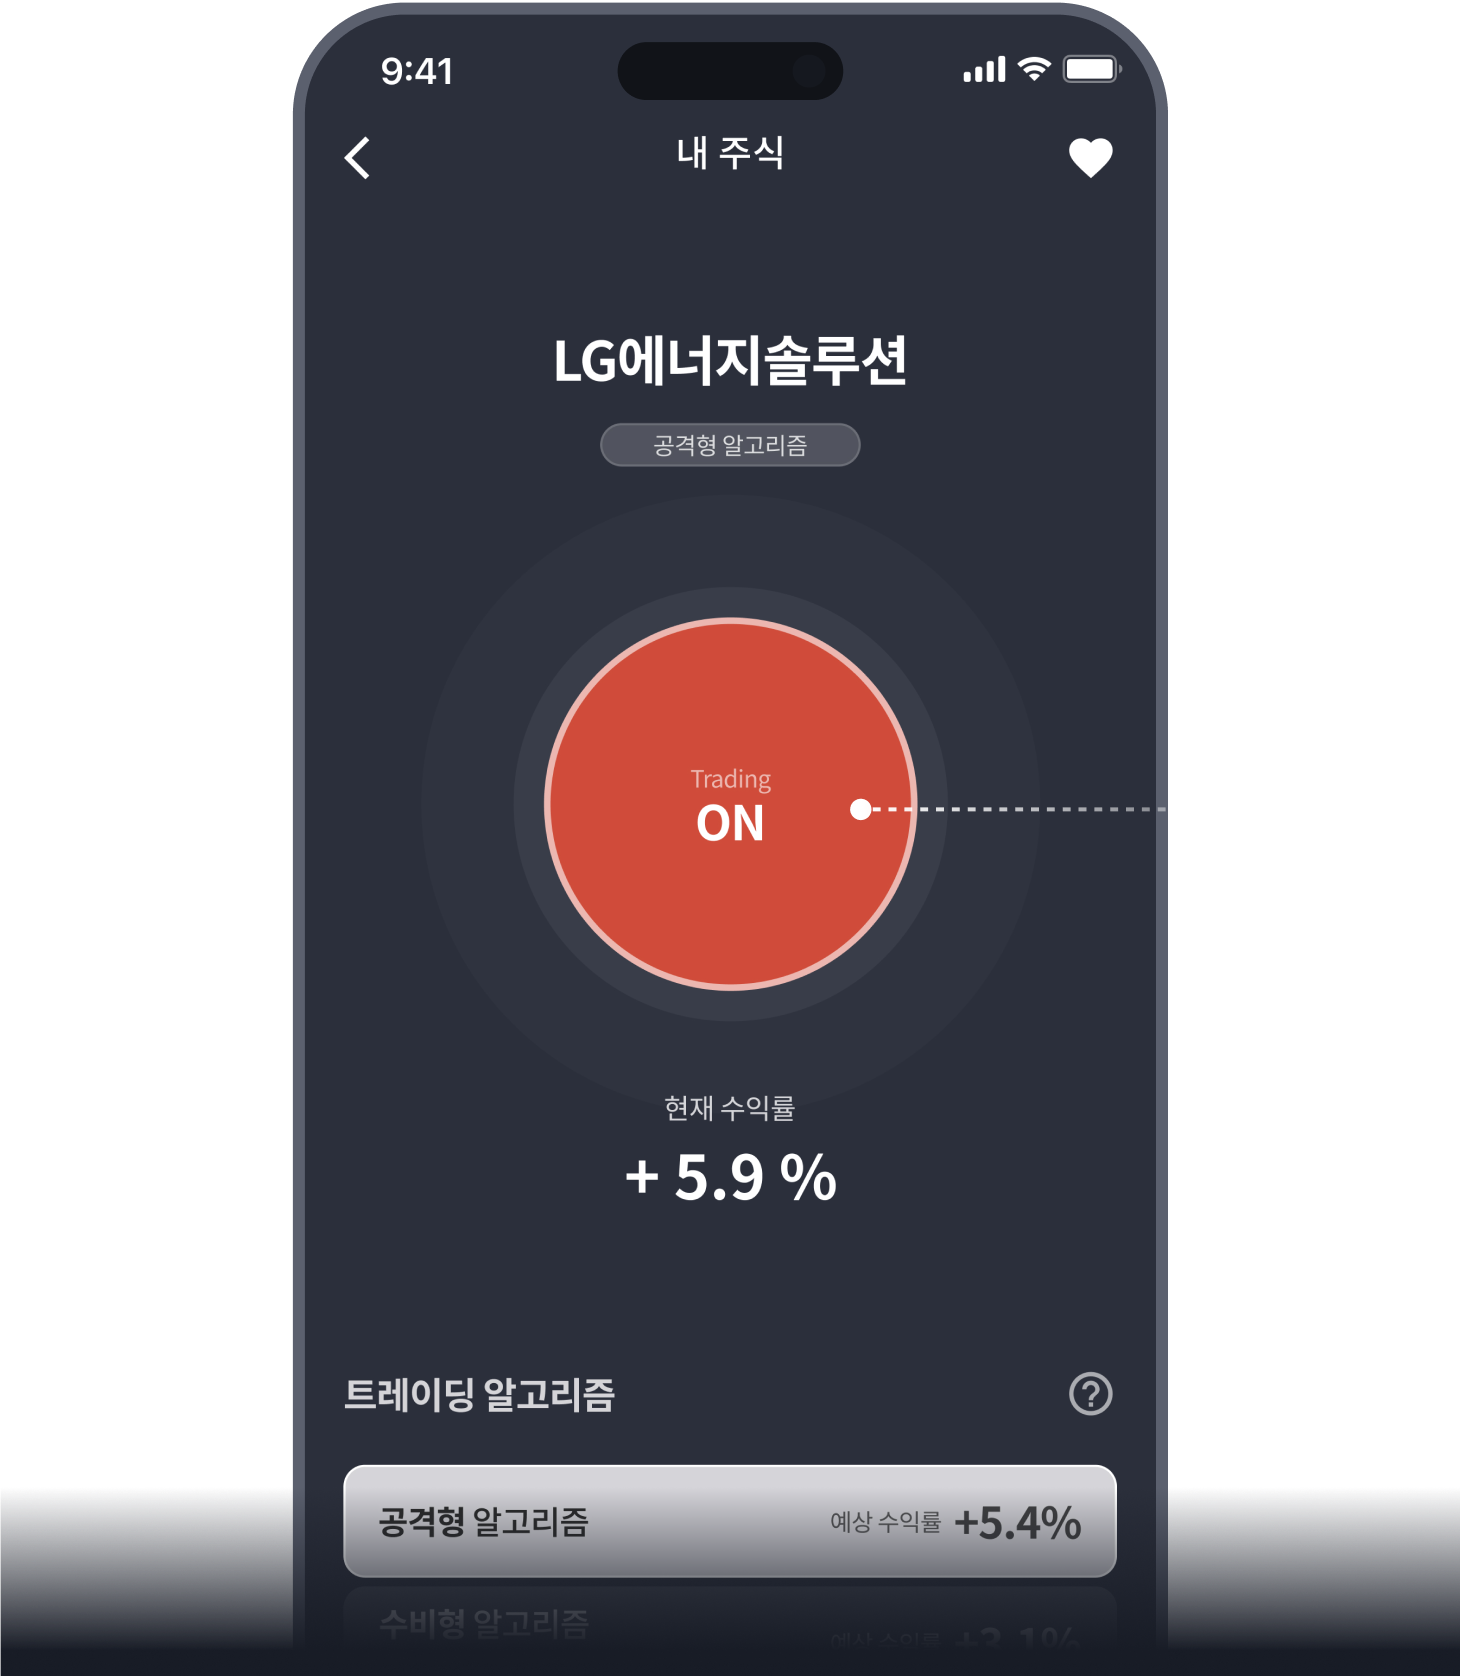 9:41
내 주식
LG에너지솔루션
공격형 알고리즘
Trading
ON
현재 수익률
+ 5.9 %
트레이딩 알고리즘
?
공격형 알고리즘 예상 수익률 +5.4%
수비형 알고리즘 예상 수익률 +3.1%